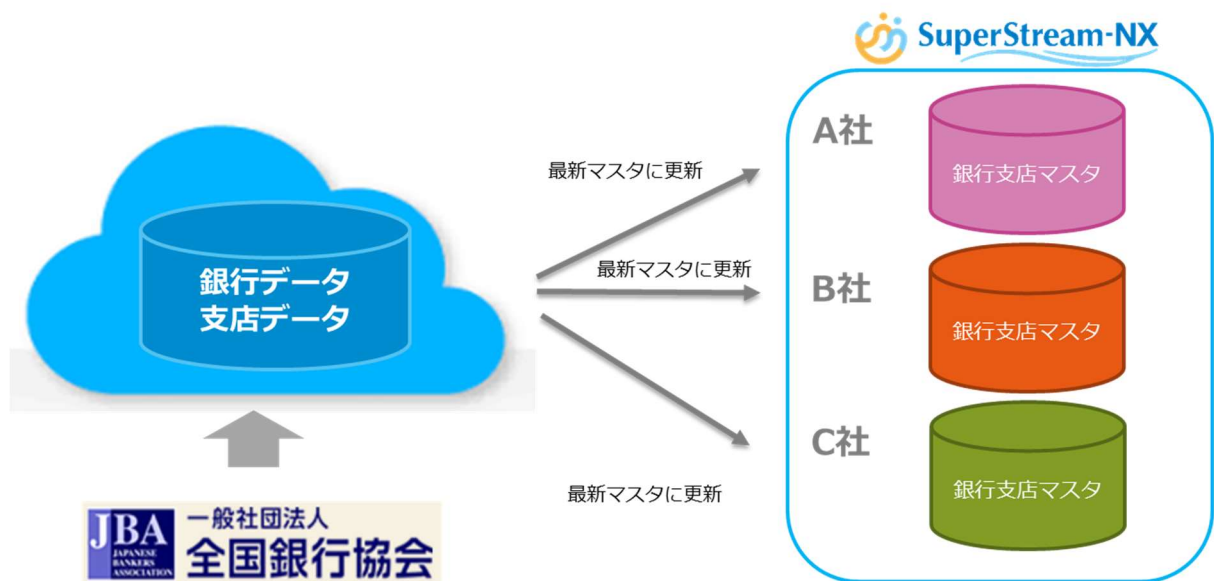 SuperStream-NX
A社
銀行支店マスタ
最新マスタに更新
最新マスタに更新
B社
銀行支店マスタ
銀行データ
支店データ
C社
銀行支店マスタ
最新マスタに更新
JBA
JAPANESE
BANKERS
ASSOCIATION
一般社団法人
全国銀行協会